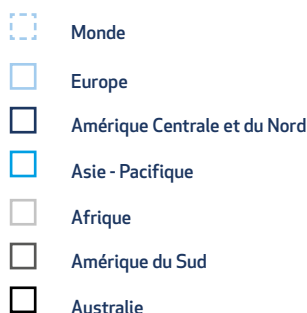 Monde
Europe
Amérique Centrale et du Nord
Asie - Pacifique
Afrique
Amérique du Sud
Australie